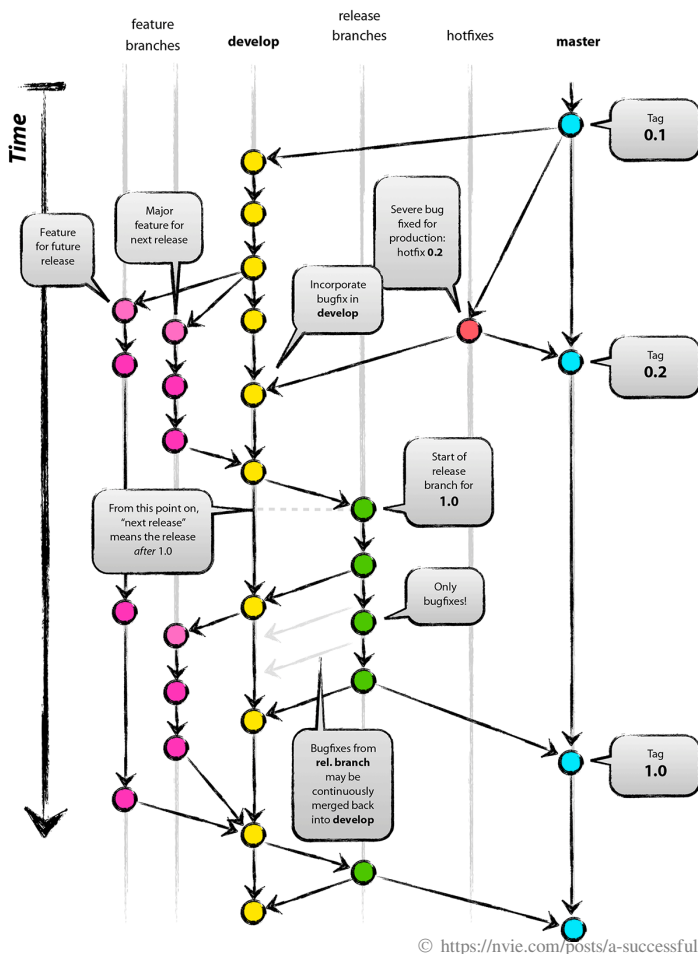 feature
branches
develop
release
branches
hotfixes
master
Time
Tag
0.1
Major
feature for
next release
Severe bug
fixed for
production:
hotfix 0.2
Feature
for future
release
Incorporate
bugfix in
develop
Tag
0.2
Start of
release
branch for
1.0
From this point on,
“next release”
means the release
after 1.0
Only
bugfixes!
Tag
1.0
Bugfixes from
rel. branch
may be
continuously
merged back
into develop
© https://nvie.com/posts/a-successful